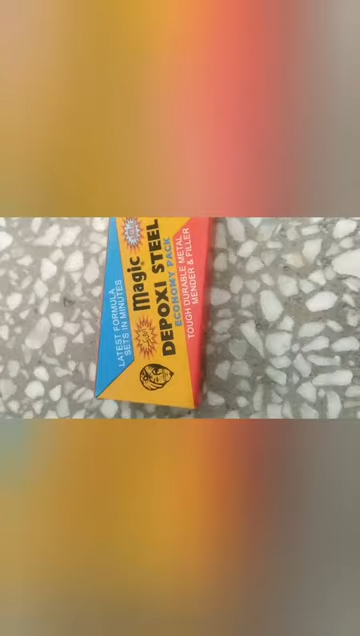 LATEST FORMULA
SETS IN MINUTES
Magic
DEPOXI STEEL
ECONOMY PACK
TOUGH DURABLE METAL
MENDER & FILLER